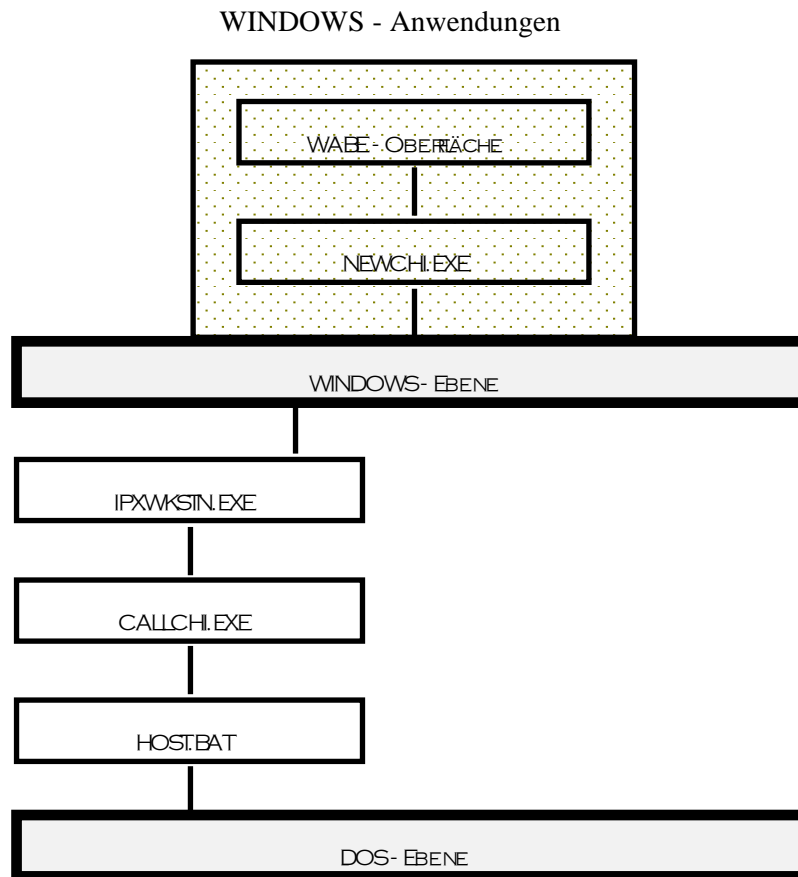 WINDOWS - Anwendungen
WABE - OBERFLÄCHE
NEWCHI.EXE
WINDOWS - EBENE
IPXWKSTN.EXE
CALLCHI.EXE
HOST.BAT
DOS - EBENE